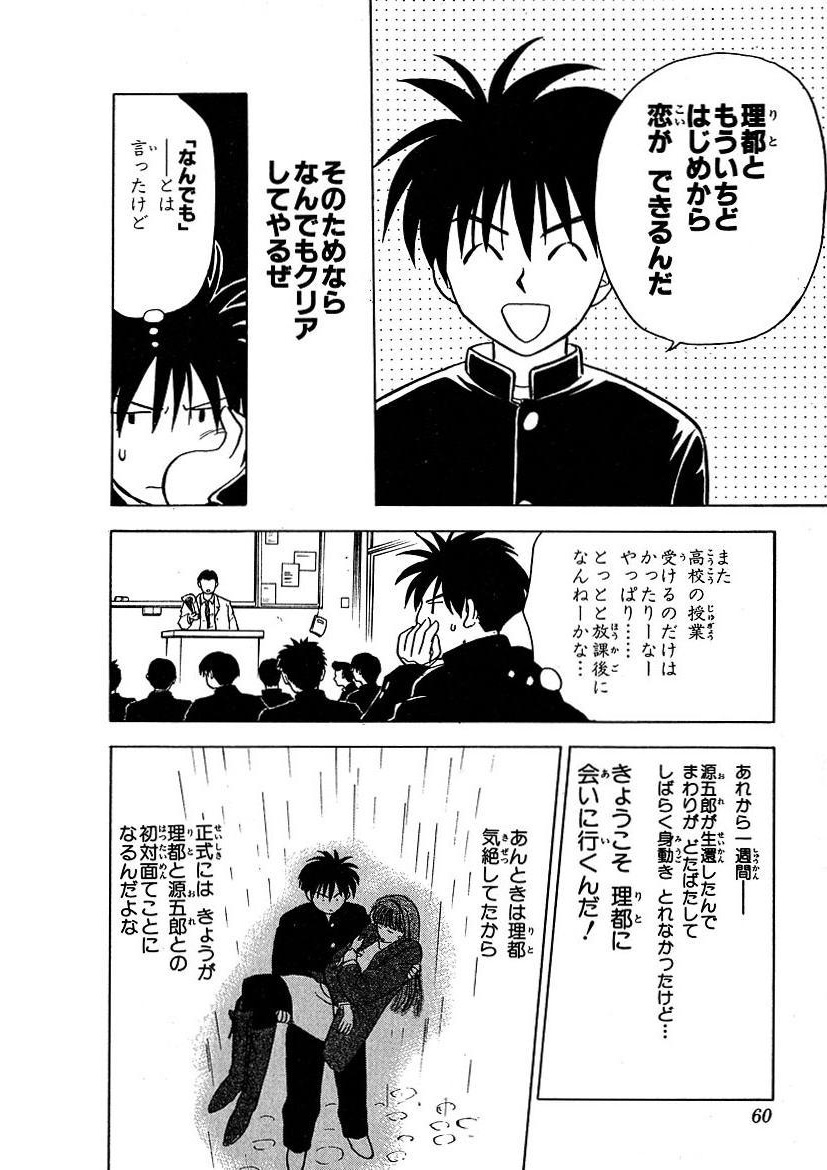 理都と
もういちど
はじめから
恋が できるんだ
そのためなら
なんでもクリア
してやるぜ
「なんでも」
――とは
言ったけど
また
高校の授業
受けるのだけは
かったりーなー
やっぱり……
とっとと放課後に
なんねーかな…
あれから一週間――
源五郎が生還したんで
まわりが どたばたして
しばらく身動き とれなかったけど…
きょうこそ 理都に
会いに行くんだ!
あんときは理都
気絶してたから
正式には きょうが
理都と源五郎との
初対面てことに
なるんだよな
60